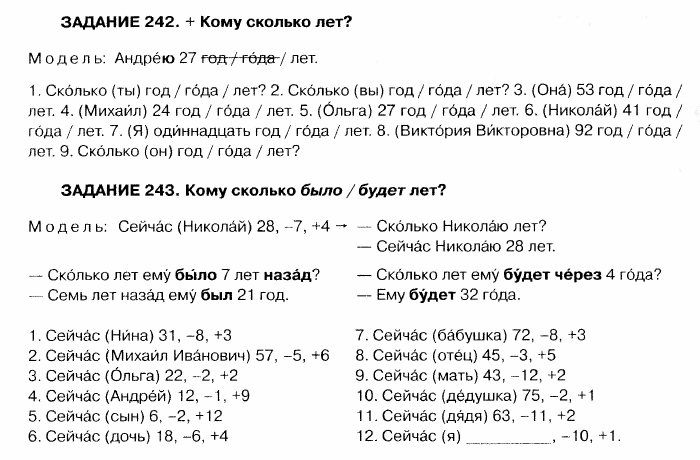 ЗАДАНИЕ 242. + Кому сколько лет?
Модель: Андре́ю 27 год / го́да / лет.
1. Ско́лько (ты) год / го́да / лет? 2. Ско́лько (вы) год / го́да / лет? 3. (Она́) 53 год / го́да /
лет. 4. (Михаи́л) 24 год / го́да / лет. 5. (О́льга) 27 год / го́да / лет. 6. (Никола́й) 41 год /
го́да / лет. 7. (Я) оди́ннадцать год / го́да / лет. 8. (Викто́рия Ви́кторовна) 92 год / го́да /
лет. 9. Ско́лько (он) год / го́да / лет?
ЗАДАНИЕ 243. Кому сколько было / будет лет?
Модель: Сейча́с (Никола́й) 28, –7, +4 → — Ско́лько Никола́ю лет?
— Сейча́с Никола́ю 28 лет.
— Ско́лько лет ему́ бы́ло 7 лет наза́д? — Ско́лько лет ему́ бу́дет че́рез 4 го́да?
— Семь лет наза́д ему́ был 21 год. — Ему́ бу́дет 32 го́да.
1. Сейча́с (Ни́на) 31, –8, +3
2. Сейча́с (Михаи́л Ива́нович) 57, –5, +6
3. Сейча́с (О́льга) 22, –2, +2
4. Сейча́с (Андре́й) 12, –1, +9
5. Сейча́с (сын) 6, –2, +12
6. Сейча́с (дочь) 18, –6, +4
7. Сейча́с (ба́бушка) 72, –8, +3
8. Сейча́с (оте́ц) 45, –3, +5
9. Сейча́с (мать) 43, –12, +2
10. Сейча́с (де́душка) 75, –2, +1
11. Сейча́с (дя́дя) 63, –11, +2
12. Сейча́с (я) __________, –10, +1.